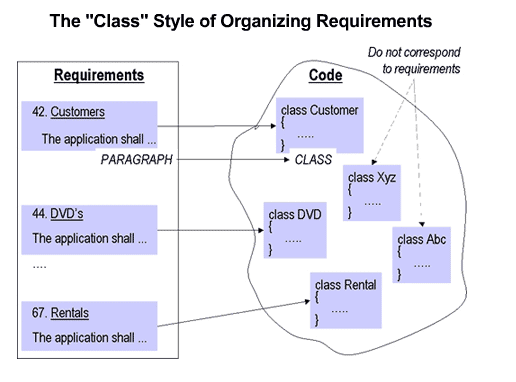 The "Class" Style of Organizing Requirements
Do not correspond
to requirements
Requirements
Code
42. Customers
The application shall ...
class Customer
{
.....
}
PARAGRAPH
CLASS
class Xyz
{
.....
}
44. DVD's
The application shall ...
....
class DVD
{
.....
}
class Abc
{
.....
}
67. Rentals
The application shall ...
class Rental
{
.....
}